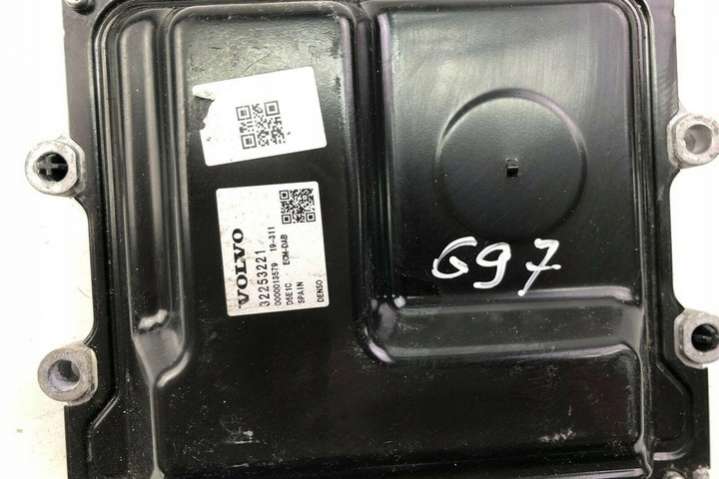 VOLVO
32253221
0000013579 19-311
D5E1C ECM-DAB
SPAIN
DENSO
G97